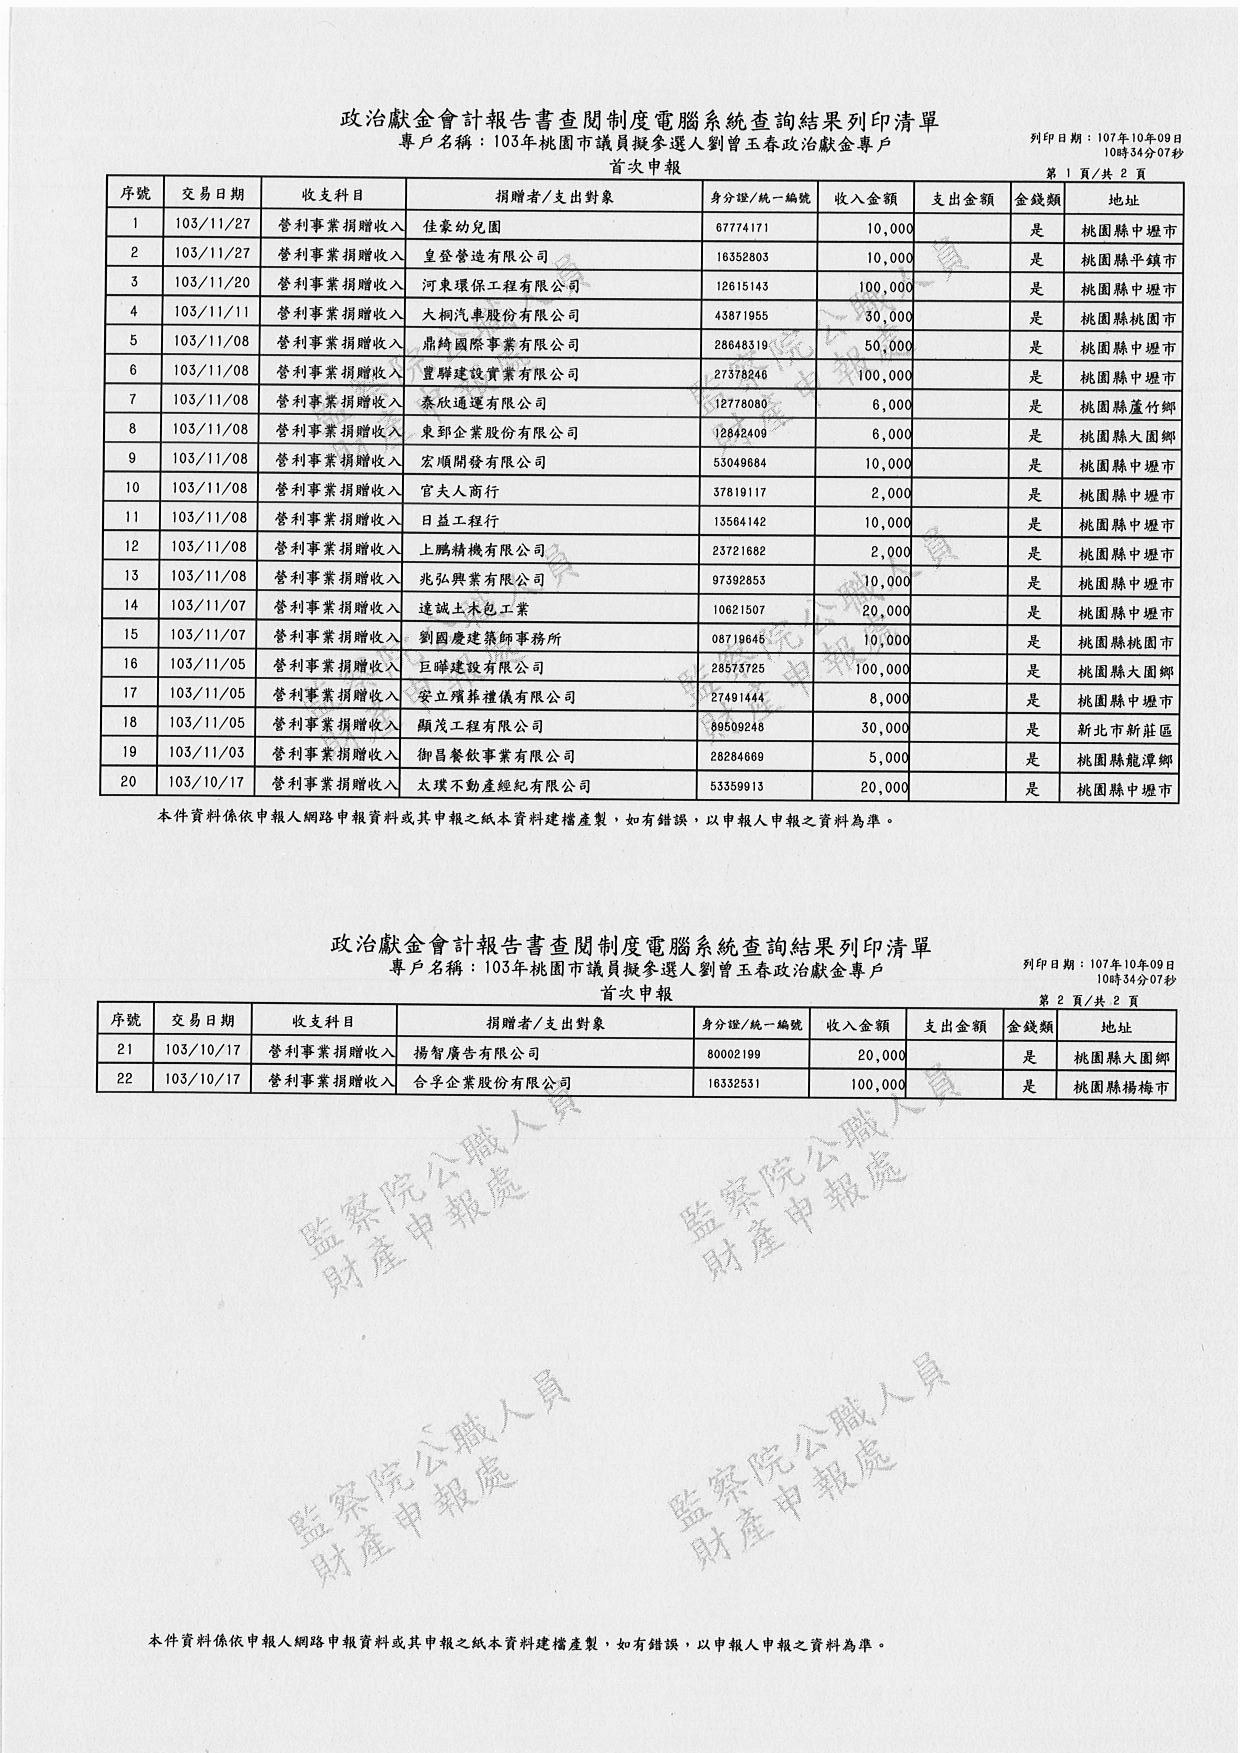 政治獻金會計報告書查閱制度電腦系統查詢結果列印清單
專戶名稱：103年桃園市議員擬參選人劉曾玉春政治獻金專戶
列印日期：107年10年09日
10時34分07秒
首次申報
第 1 頁/共 2 頁
序號 交易日期 收支科目 捐贈者/支出對象 身分證/統一編號 收入金額 支出金額 金錢類 地址
1 103/11/27 營利事業捐贈收入 佳豪幼兒園 67774171 10,000 是 桃園縣中壢市
2 103/11/27 營利事業捐贈收入 皇登營造有限公司 16352803 10,000 是 桃園縣平鎮市
3 103/11/20 營利事業捐贈收入 河東環保工程有限公司 12615143 100,000 是 桃園縣中壢市
4 103/11/11 營利事業捐贈收入 大桐汽車股份有限公司 43871955 30,000 是 桃園縣桃園市
5 103/11/08 營利事業捐贈收入 鼎綺國際事業有限公司 28648319 50,000 是 桃園縣中壢市
6 103/11/08 營利事業捐贈收入 豐驊建設實業有限公司 27378246 100,000 是 桃園縣中壢市
7 103/11/08 營利事業捐贈收入 泰欣通運有限公司 12778080 6,000 是 桃園縣蘆竹鄉
8 103/11/08 營利事業捐贈收入 東郅企業股份有限公司 12842409 6,000 是 桃園縣大園鄉
9 103/11/08 營利事業捐贈收入 宏順開發有限公司 53049684 10,000 是 桃園縣中壢市
10 103/11/08 營利事業捐贈收入 官夫人商行 37819117 2,000 是 桃園縣中壢市
11 103/11/08 營利事業捐贈收入 日益工程行 13564142 10,000 是 桃園縣中壢市
12 103/11/08 營利事業捐贈收入 上鵬精機有限公司 23721682 2,000 是 桃園縣中壢市
13 103/11/08 營利事業捐贈收入 兆弘興業有限公司 97392853 10,000 是 桃園縣中壢市
14 103/11/07 營利事業捐贈收入 達誠土木包工業 10621507 20,000 是 桃園縣中壢市
15 103/11/07 營利事業捐贈收入 劉國慶建築師事務所 08719645 10,000 是 桃園縣桃園市
16 103/11/05 營利事業捐贈收入 巨曄建設有限公司 28573725 100,000 是 桃園縣大園鄉
17 103/11/05 營利事業捐贈收入 安立殯葬禮儀有限公司 27491444 8,000 是 桃園縣中壢市
18 103/11/05 營利事業捐贈收入 顯茂工程有限公司 89509248 30,000 是 新北市新莊區
19 103/11/03 營利事業捐贈收入 御昌餐飲事業有限公司 28284669 5,000 是 桃園縣龍潭鄉
20 103/10/17 營利事業捐贈收入 太璞不動產經紀有限公司 53359913 20,000 是 桃園縣中壢市
監察院公職人員
財產申報處
監察院公職人員
財產申報處
監察院公職人員
財產申報處
監察院公職人員
財產申報處
本件資料係依申報人網路申報資料或其申報之紙本資料建檔產製，如有錯誤，以申報人申報之資料為準。
政治獻金會計報告書查閱制度電腦系統查詢結果列印清單
專戶名稱：103年桃園市議員擬參選人劉曾玉春政治獻金專戶
列印日期：107年10年09日
10時34分07秒
首次申報
第 2 頁/共 2 頁
序號 交易日期 收支科目 捐贈者/支出對象 身分證/統一編號 收入金額 支出金額 金錢類 地址
21 103/10/17 營利事業捐贈收入 揚智廣告有限公司 80002199 20,000 是 桃園縣大園鄉
22 103/10/17 營利事業捐贈收入 合孚企業股份有限公司 16332531 100,000 是 桃園縣楊梅市
監察院公職人員
財產申報處
監察院公職人員
財產申報處
監察院公職人員
財產申報處
監察院公職人員
財產申報處
本件資料係依申報人網路申報資料或其申報之紙本資料建檔產製，如有錯誤，以申報人申報之資料為準。